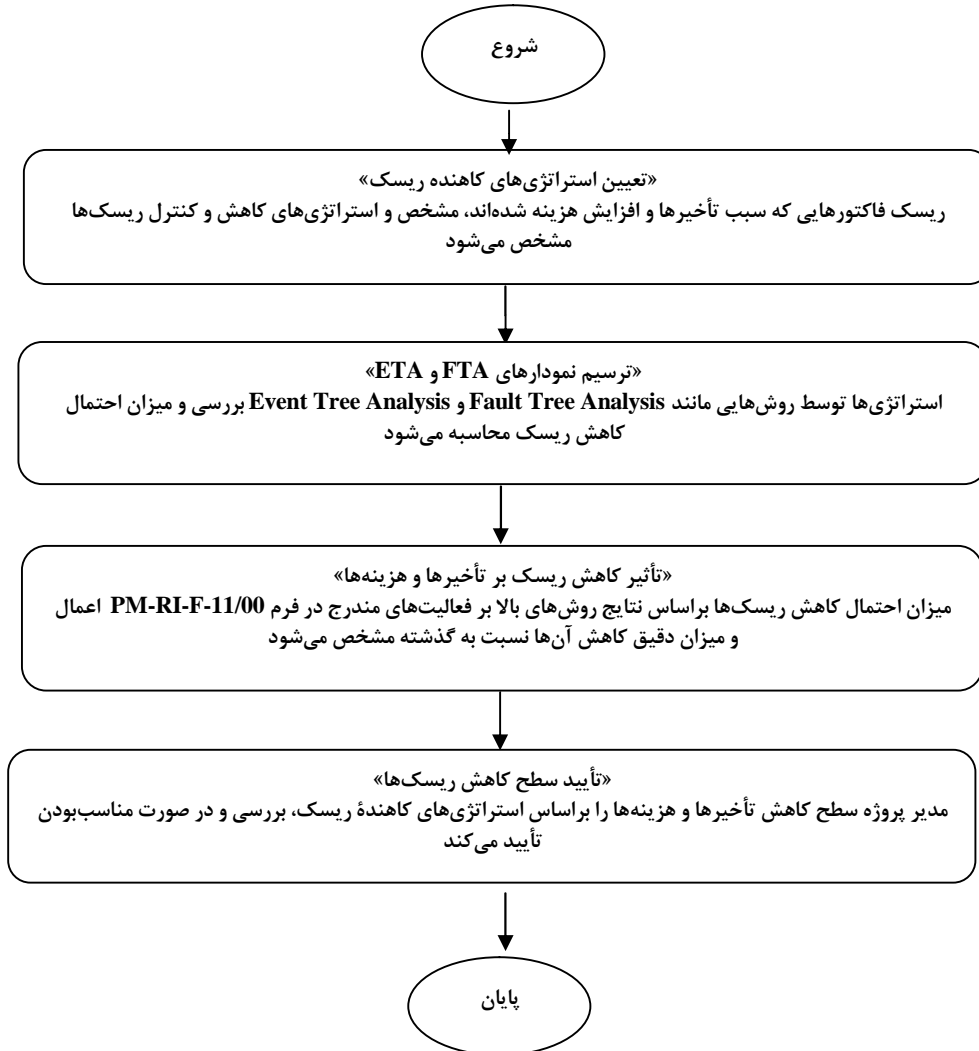 شروع
«تعیین استراتژی‌های کاهنده ریسک»
ریسک فاکتورهایی که سبب تأخیرها و افزایش هزینه شده‌اند، مشخص و استراتژی‌های کاهش و کنترل ریسک‌ها
مشخص می‌شود
«ترسیم نمودارهای FTA و ETA»
استراتژی‌ها توسط روش‌هایی مانند Fault Tree Analysis و Event Tree Analysis بررسی و میزان احتمال
کاهش ریسک محاسبه می‌شود
«تأثیر کاهش ریسک بر تأخیرها و هزینه‌ها»
میزان احتمال کاهش ریسک‌ها براساس نتایج روش‌های بالا بر فعالیت‌های مندرج در فرم PM-RI-F-11/00 اعمال
و میزان دقیق کاهش آن‌ها نسبت به گذشته مشخص می‌شود
«تأیید سطح کاهش ریسک‌ها»
مدیر پروژه سطح کاهش تأخیرها و هزینه‌ها را براساس استراتژی‌های کاهندهٔ ریسک، بررسی و در صورت مناسب‌بودن
تأیید می‌کند
پایان